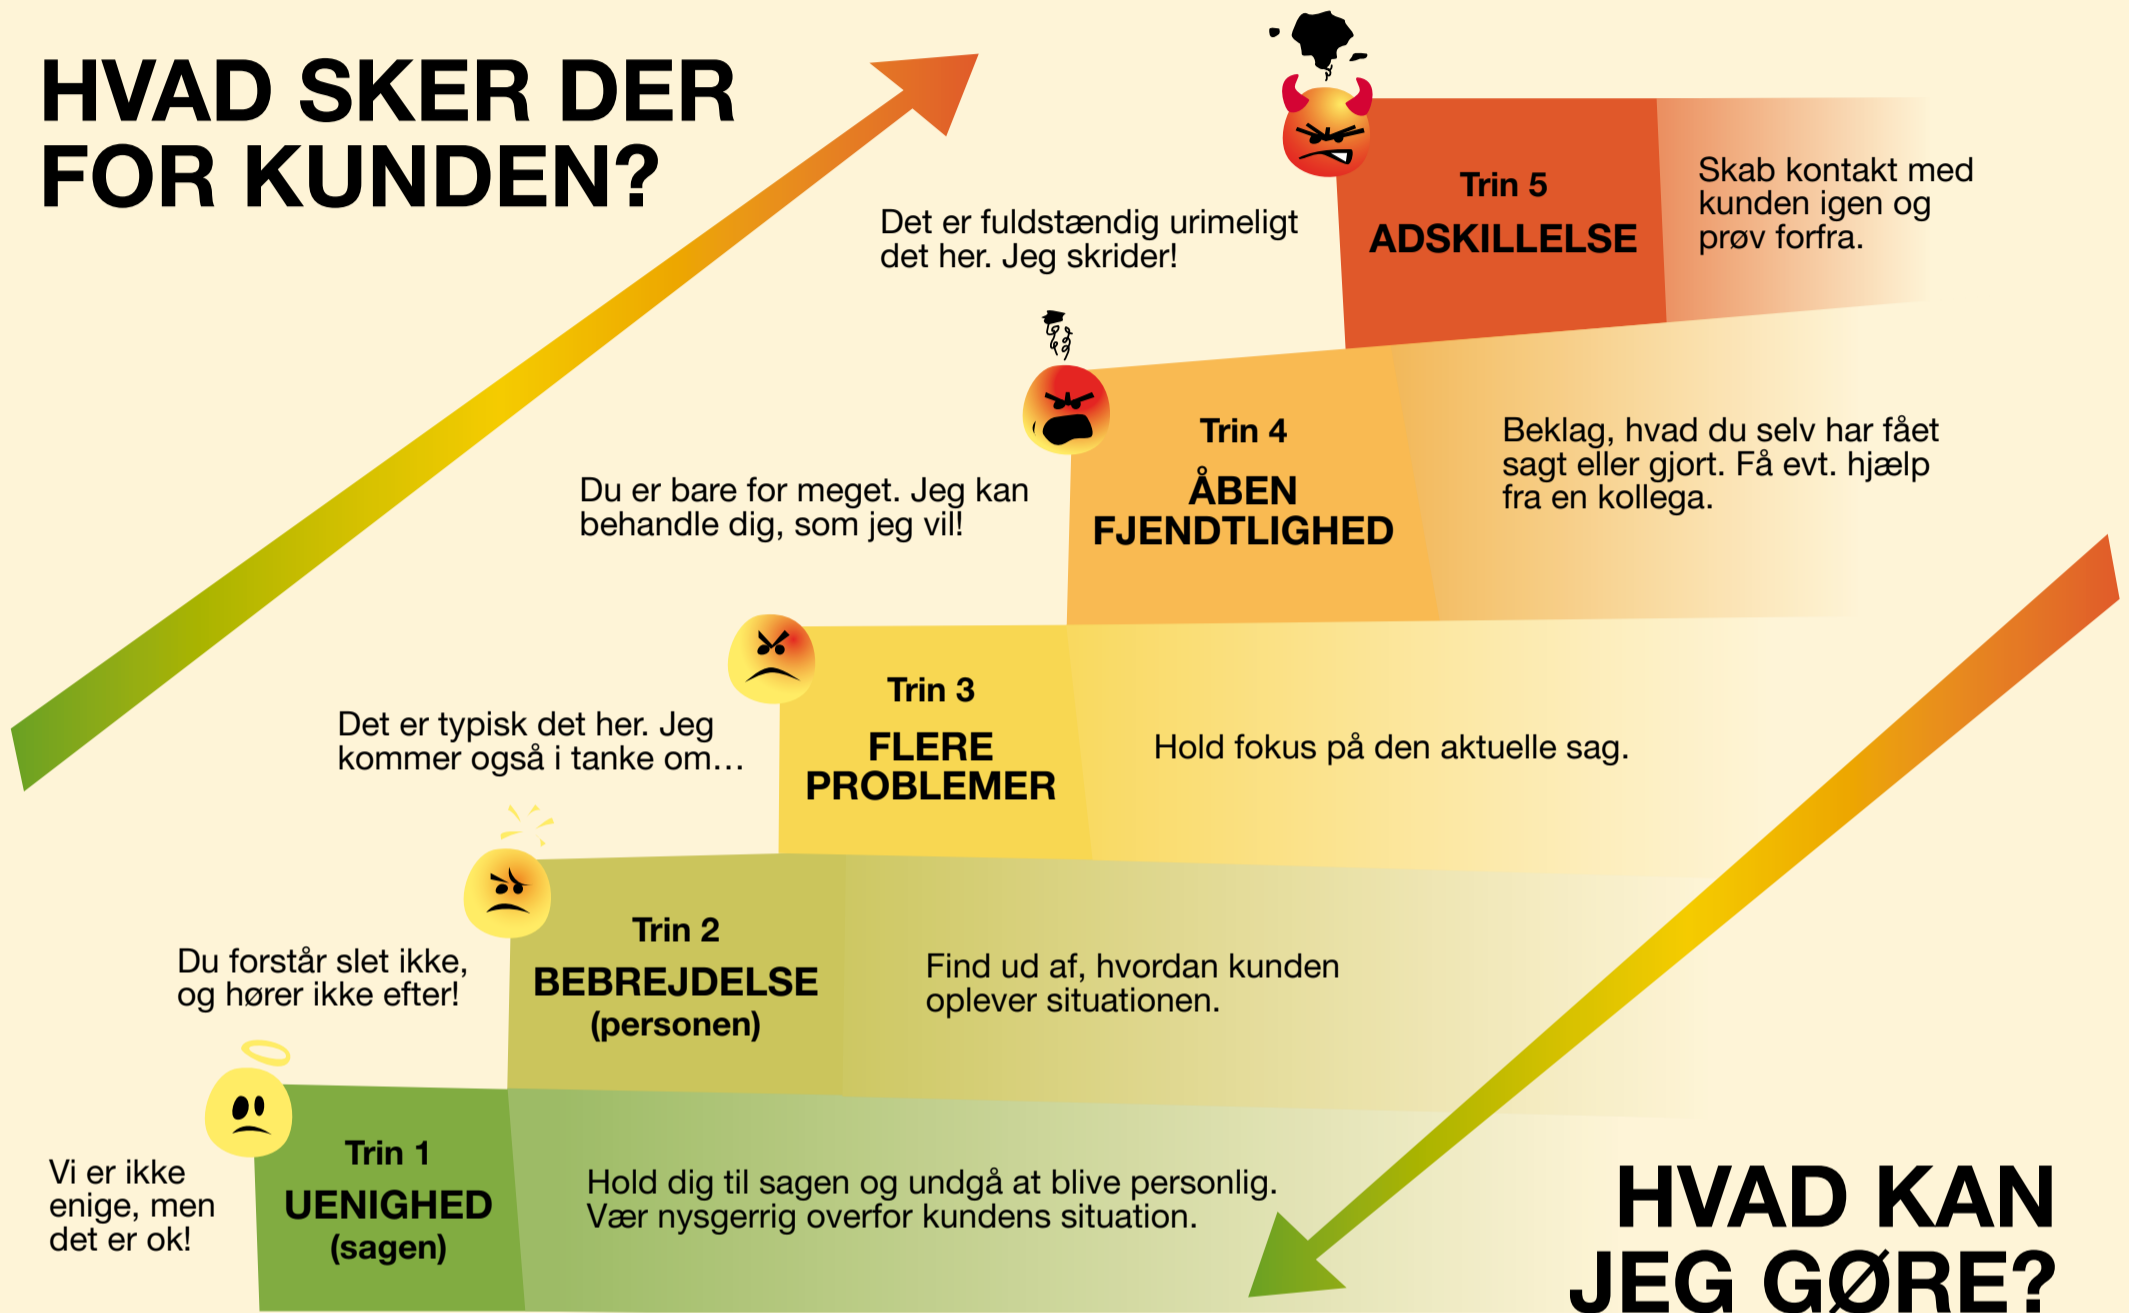 HVAD SKER DER
FOR KUNDEN?
Trin 5
ADSKILLELSE
Det er fuldstændig urimeligt
det her. Jeg skrider!
Skab kontakt med
kunden igen og
prøv forfra.
Trin 4
ÅBEN
FJENDTLIGHED
Du er bare for meget. Jeg kan
behandle dig, som jeg vil!
Beklag, hvad du selv har fået
sagt eller gjort. Få evt. hjælp
fra en kollega.
Trin 3
FLERE
PROBLEMER
Det er typisk det her. Jeg
kommer også i tanke om...
Hold fokus på den aktuelle sag.
Trin 2
BEBREJDELSE
(personen)
Du forstår slet ikke,
og hører ikke efter!
Find ud af, hvordan kunden
oplever situationen.
Trin 1
UENIGHED
(sagen)
Vi er ikke
enige, men
det er ok!
Hold dig til sagen og undgå at blive personlig.
Vær nysgerrig overfor kundens situation.
HVAD KAN
JEG GØRE?